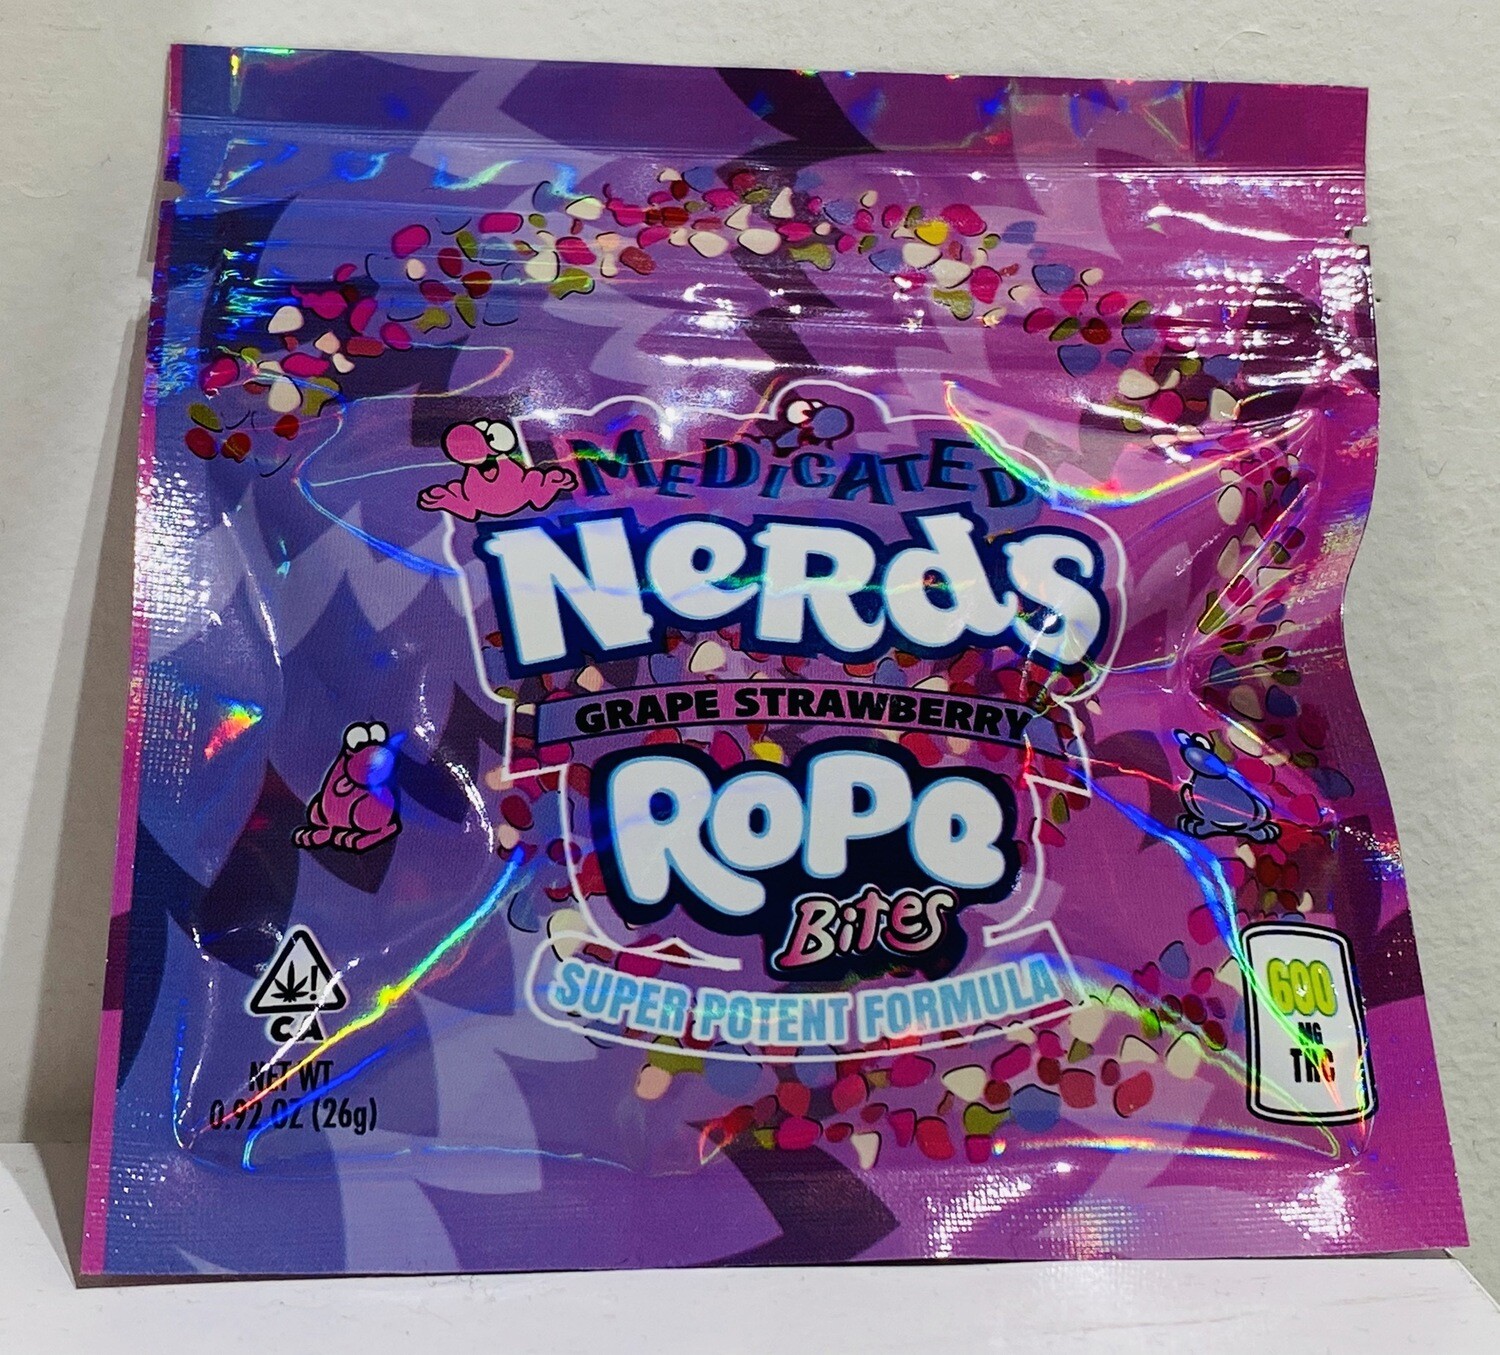 MEDICATED
NERDS
GRAPE STRAWBERRY
ROPE
Bites
SUPER POTENT FORMULA
CA
NET WT
0.92 OZ (26g)
600
MG
THC